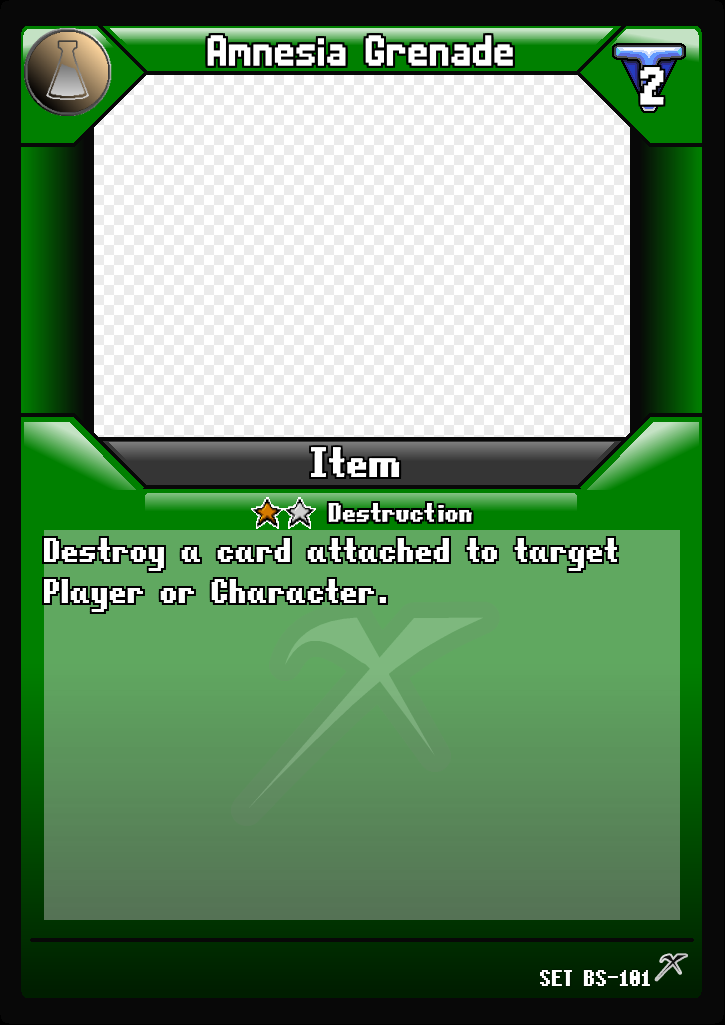 Amnesia Grenade
2
Item
Destruction
Destroy a card attached to target
Player or Character.
SET BS-101